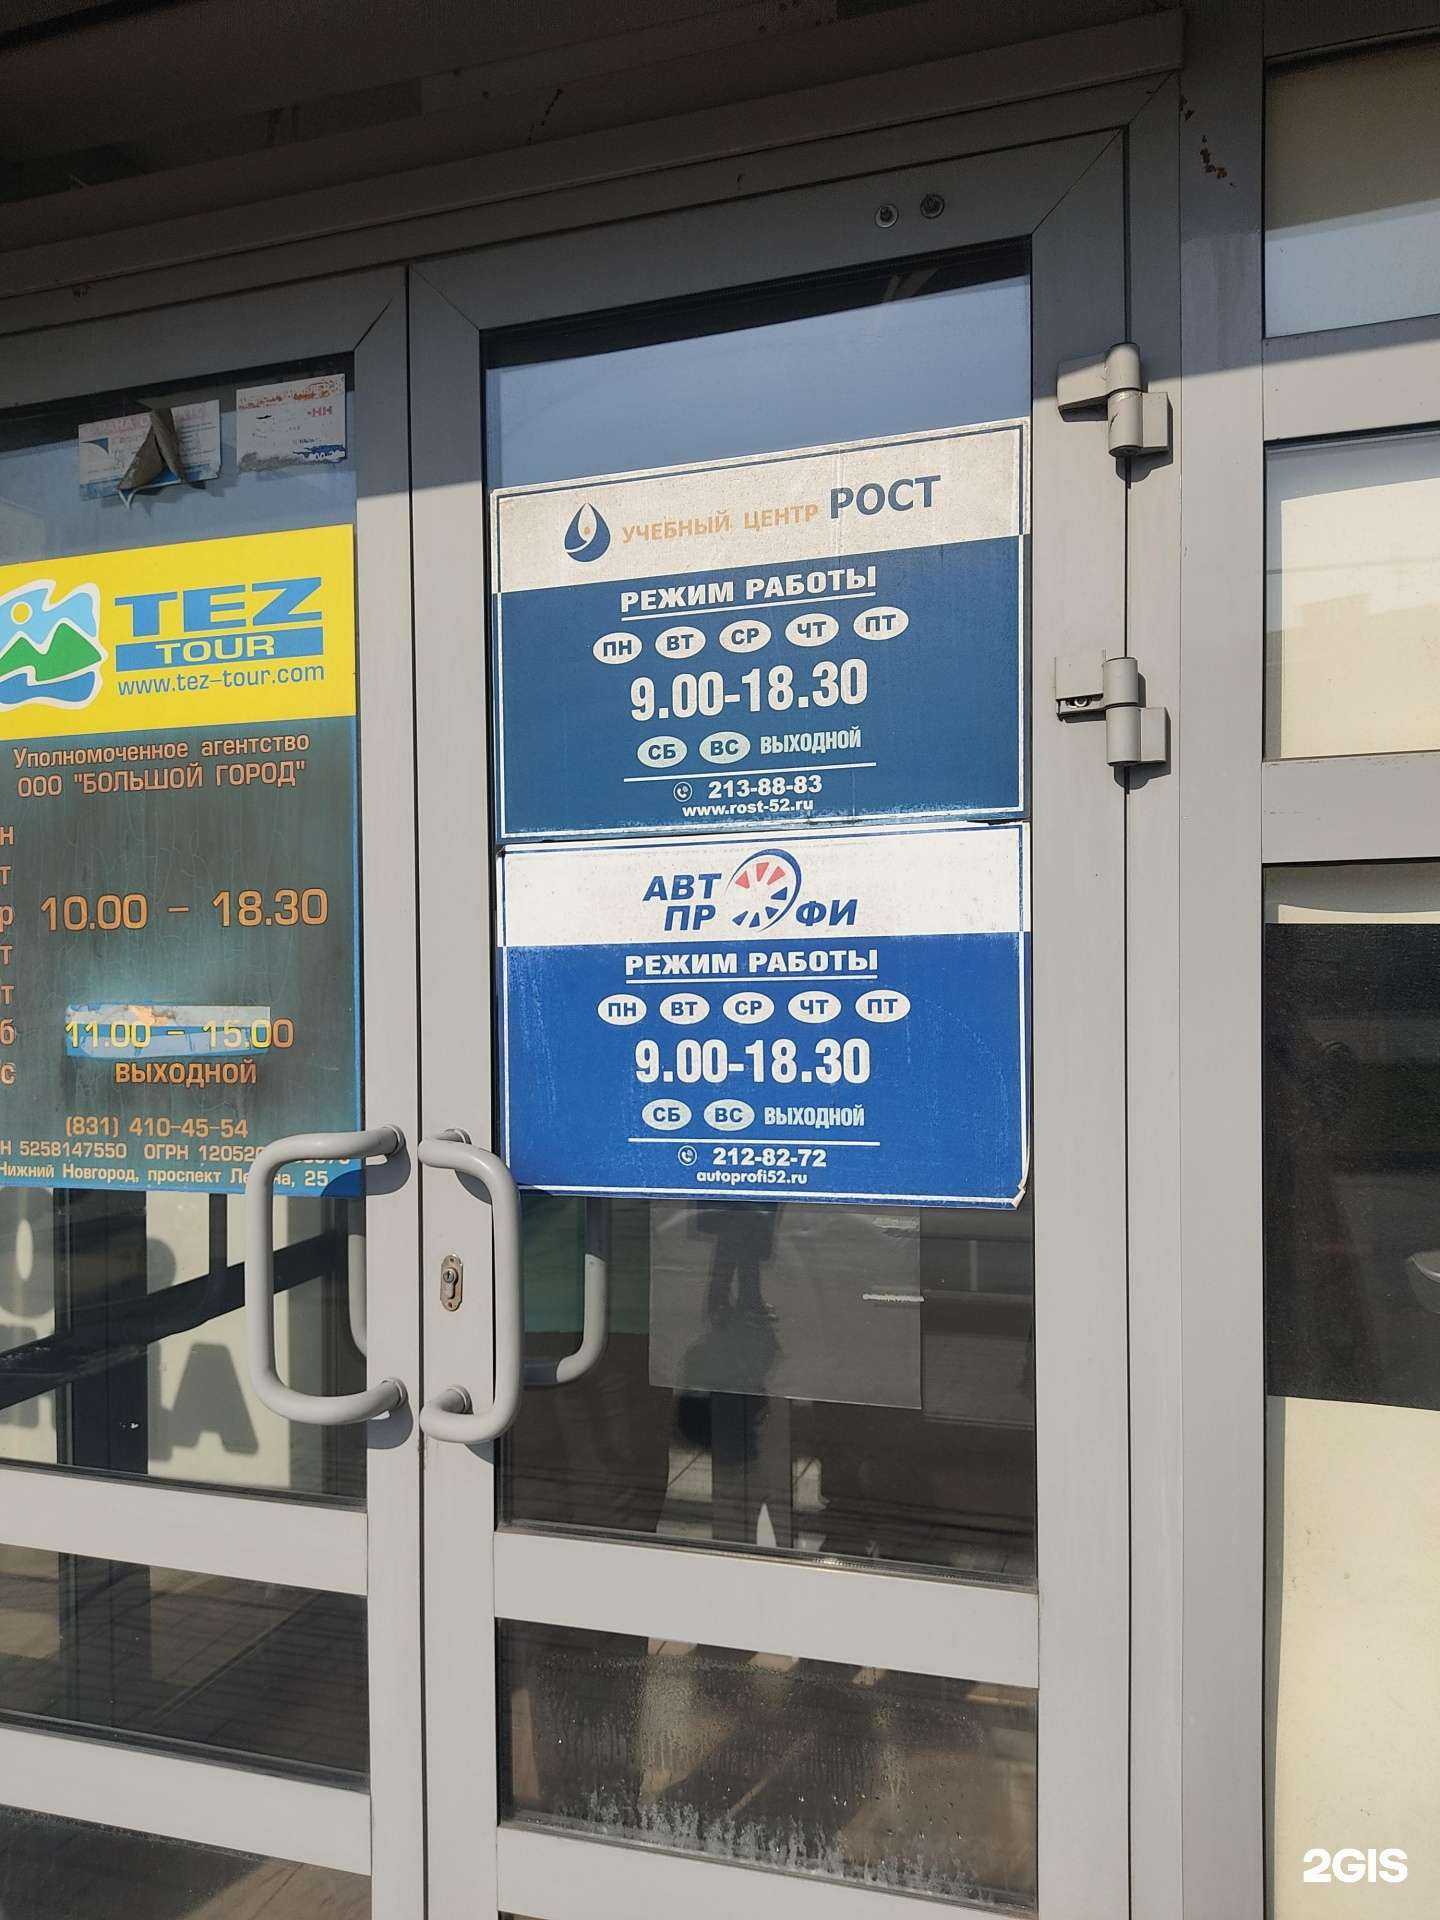 -НН
TEZ
TOUR
www.tez-tour.com
Уполномоченное агентство
ООО "БОЛЬШОЙ ГОРОД"
10.00 - 18.30
11.00 - 15.00
ВЫХОДНОЙ
(831) 410-45-54
Н 5258147550 ОГРН 120520
Нижний Новгород, проспект 25
УЧЕБНЫЙ ЦЕНТР РОСТ
РЕЖИМ РАБОТЫ
ПН ВТ СР ЧТ ПТ
9.00-18.30
СБ ВС ВЫХОДНОЙ
213-88-83
www.rost-52.ru
АВТ
ПР ФИ
РЕЖИМ РАБОТЫ
ПН ВТ СР ЧТ ПТ
9.00-18.30
СБ ВС ВЫХОДНОЙ
212-82-72
autoprofi52.ru
2GIS